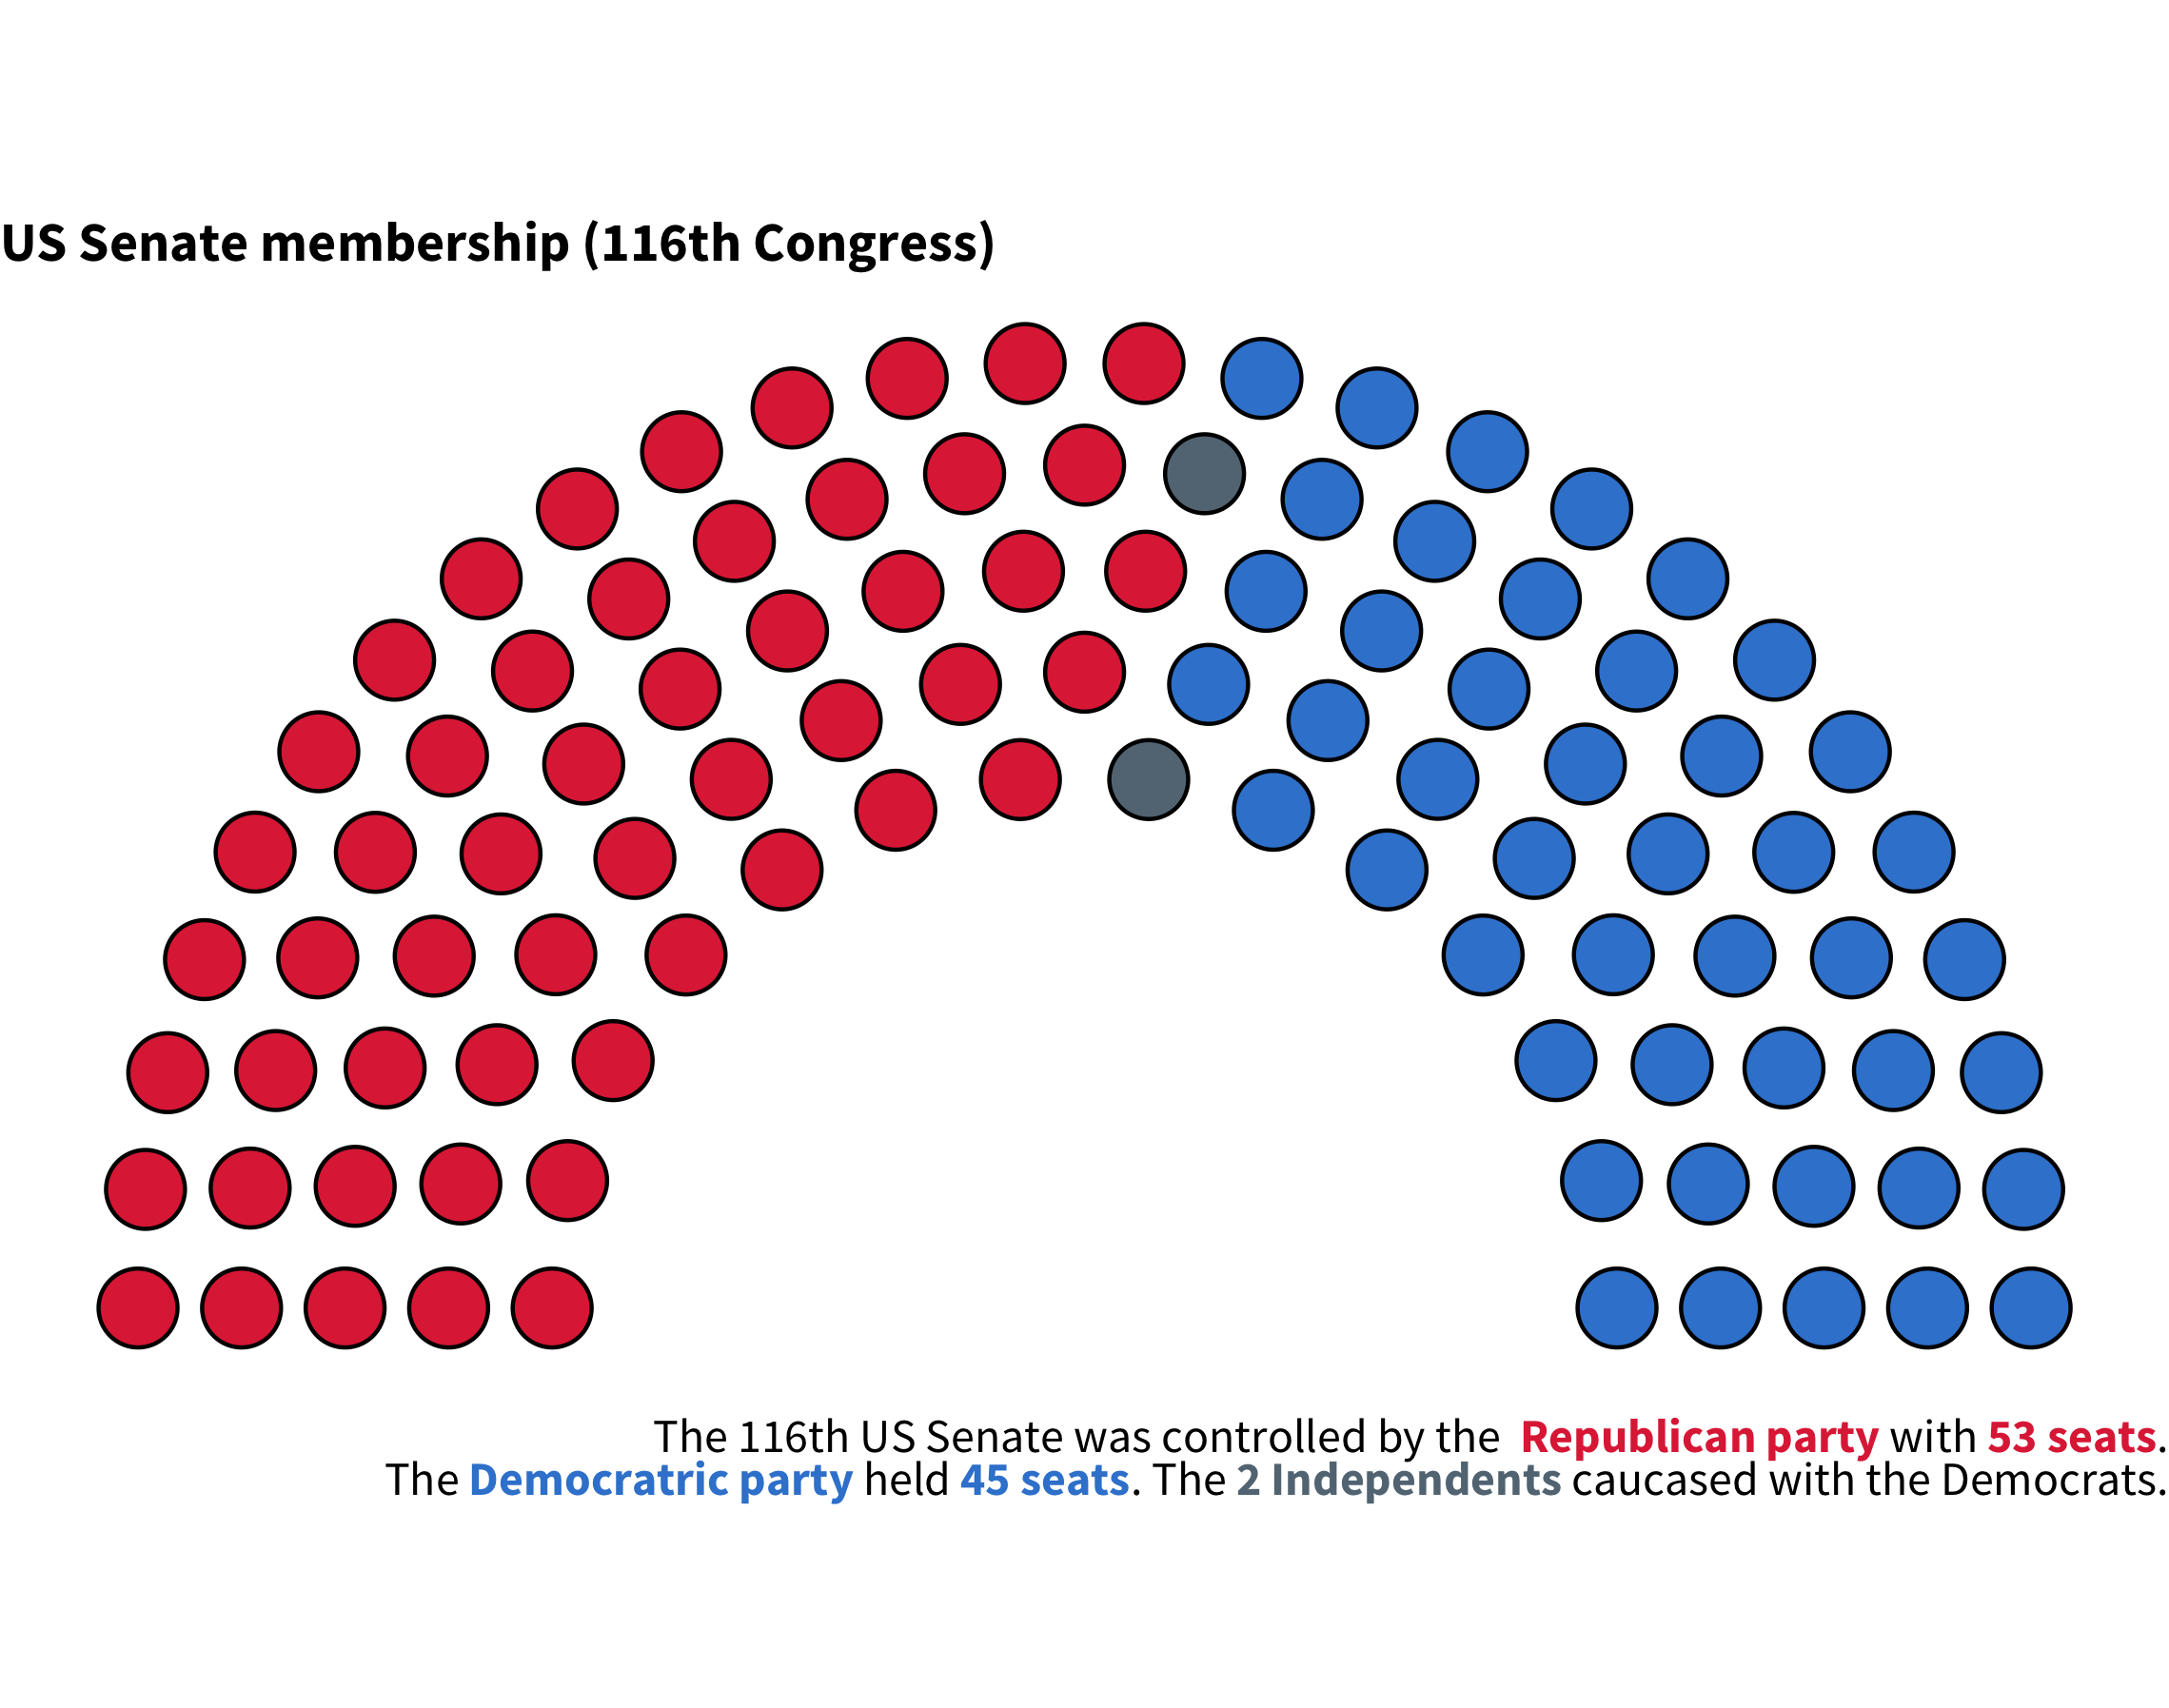 US Senate membership (116th Congress)
The 116th US Senate was controlled by the Republican party with 53 seats.
The Democratric party held 45 seats. The 2 Independents caucased with the Democrats.